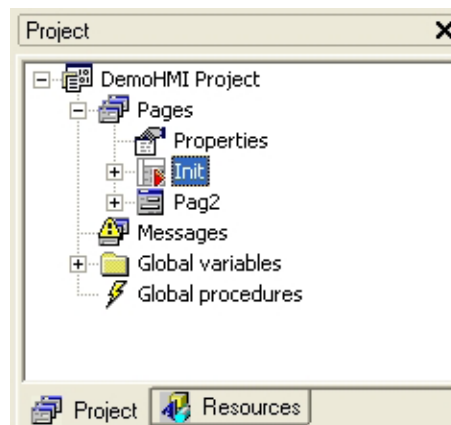 Project
DemoHMI Project
Pages
Properties
Init
Pag2
Messages
Global variables
Global procedures
Project Resources